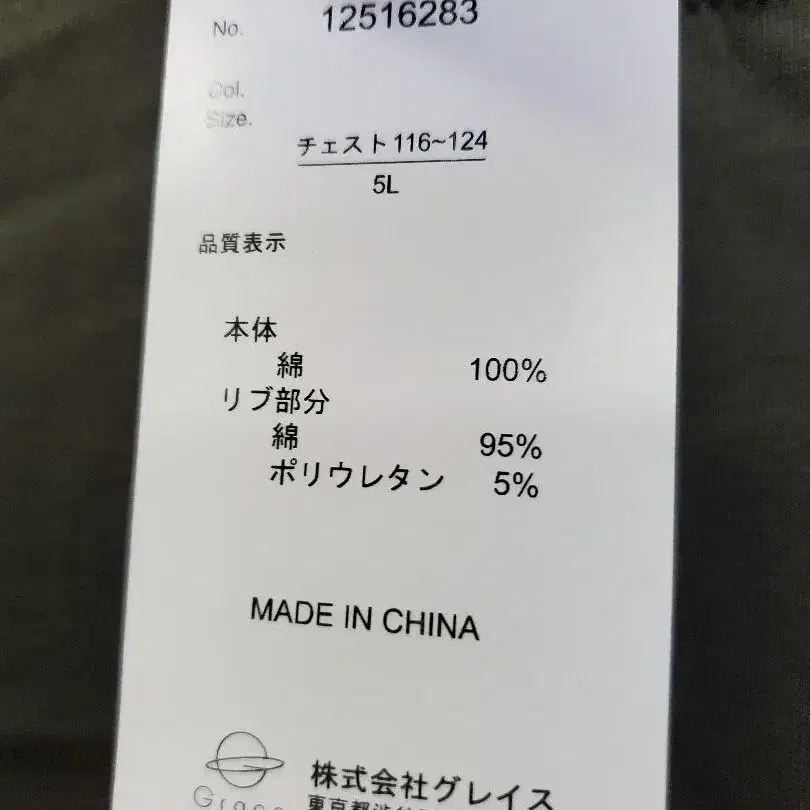 No. 12516283
Col.
Size.
チェスト116~124
5L
品質表示
本体
綿 100%
リブ部分
綿 95%
ポリウレタン 5%
MADE IN CHINA
株式会社グレイス